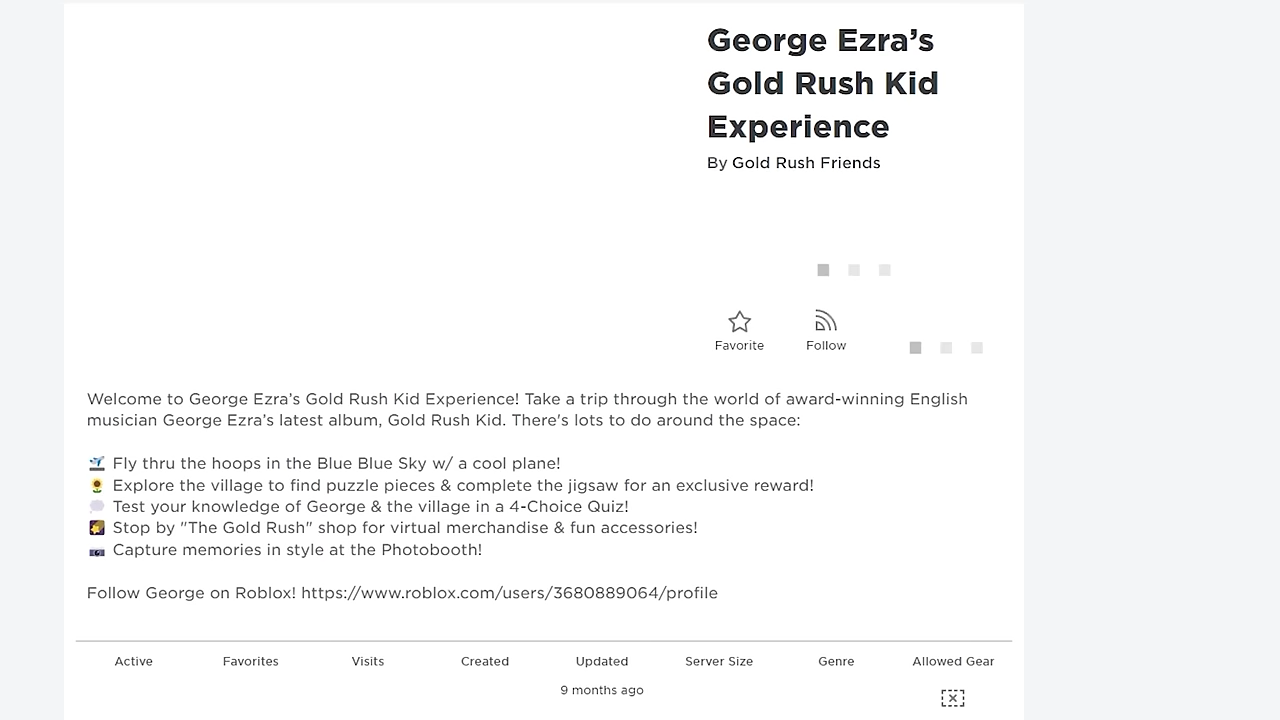 George Ezra’s
Gold Rush Kid
Experience
By Gold Rush Friends
Favorite
Follow
Welcome to George Ezra’s Gold Rush Kid Experience! Take a trip through the world of award-winning English
musician George Ezra’s latest album, Gold Rush Kid. There's lots to do around the space:
Fly thru the hoops in the Blue Blue Sky w/ a cool plane!
Explore the village to find puzzle pieces & complete the jigsaw for an exclusive reward!
Test your knowledge of George & the village in a 4-Choice Quiz!
Stop by "The Gold Rush" shop for virtual merchandise & fun accessories!
Capture memories in style at the Photobooth!
Follow George on Roblox! https://www.roblox.com/users/3680889064/profile
Active Favorites Visits Created Updated Server Size Genre Allowed Gear
9 months ago